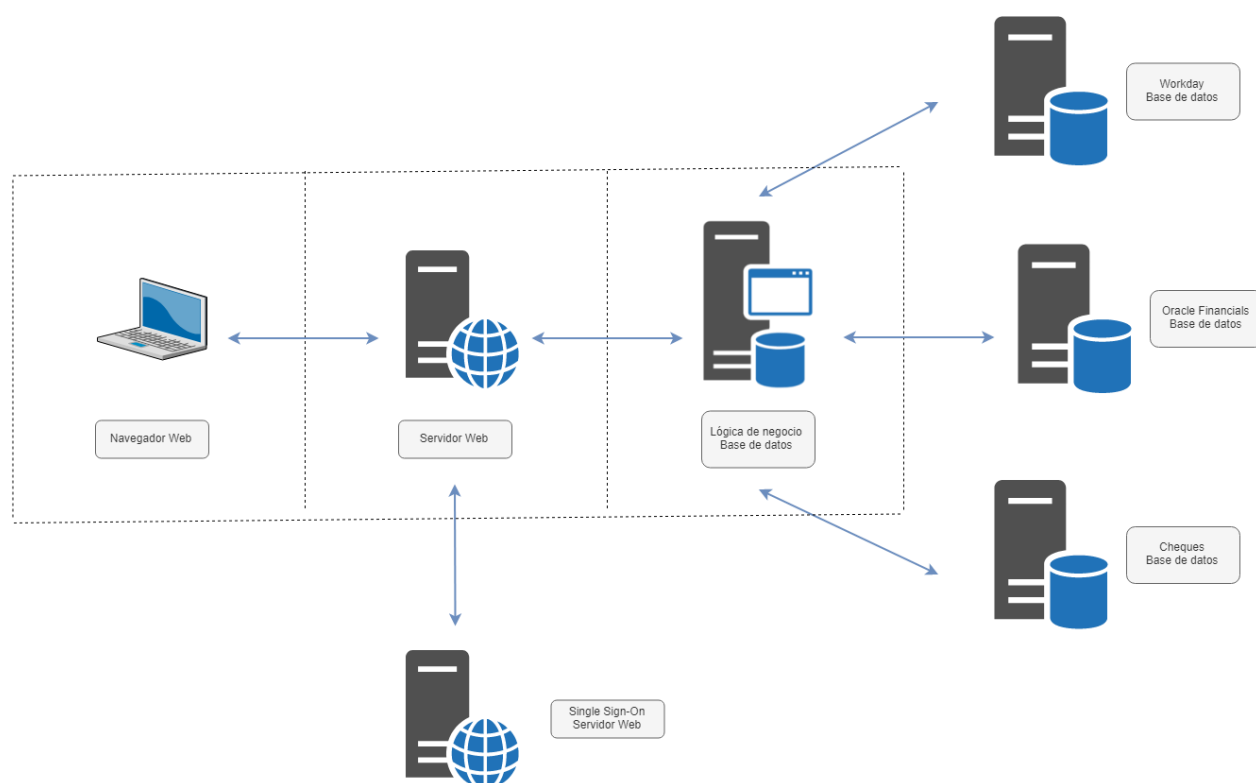 Workday
Base de datos
Oracle Financials
Base de datos
Navegador Web
Servidor Web
Lógica de negocio
Base de datos
Cheques
Base de datos
Single Sign-On
Servidor Web